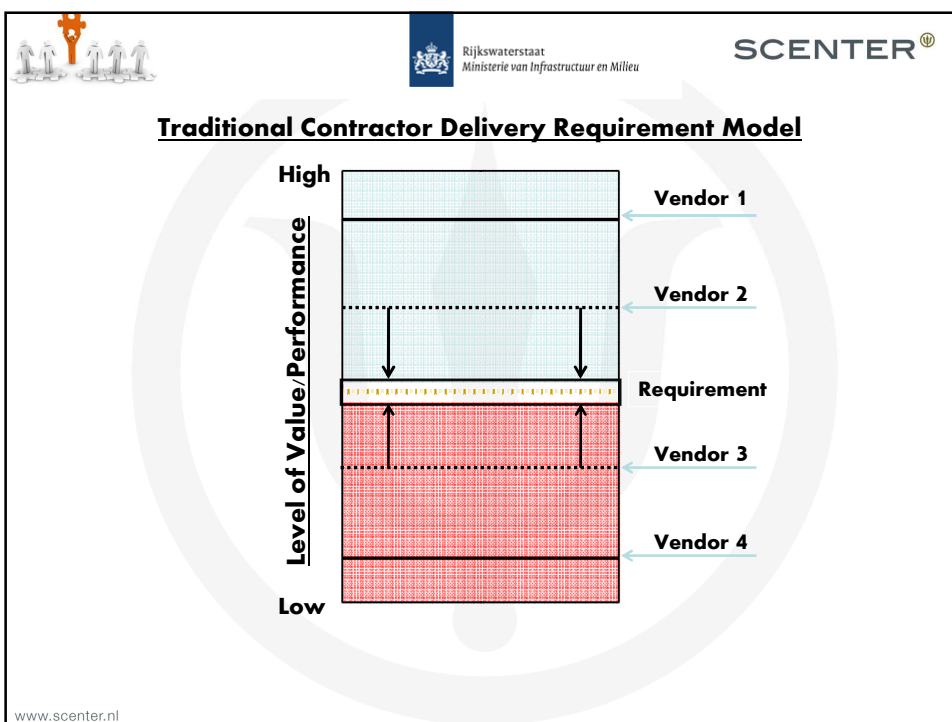 Rijkswaterstaat
Ministerie van Infrastructuur en Milieu
SCENTER®
Traditional Contractor Delivery Requirement Model
High
Vendor 1
Vendor 2
Level of Value/Performance
Requirement
Vendor 3
Vendor 4
Low
www.scenter.nl